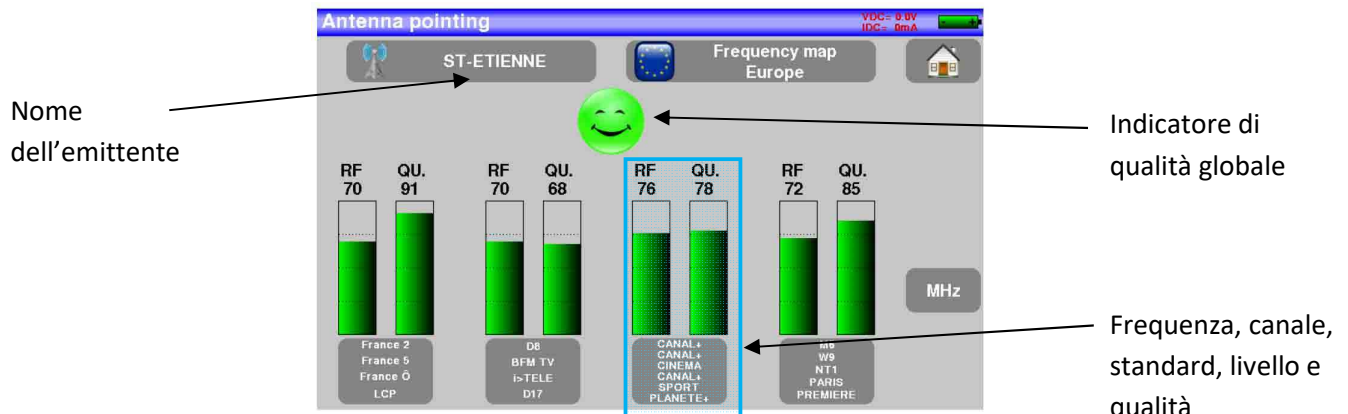 Antenna pointing
VDC= 0.0V
IDC= 0mA
ST-ETIENNE
Frequency map
Europe
Nome
dell'emittente
Indicatore di
qualità globale
RF QU. RF QU. RF QU. RF QU.
70 91 70 68 76 78 72 85
MHz
France 2
France 5
France Ô
LCP
D8
BFM TV
i>TELE
D17
CANAL+
CANAL+
CINEMA
CANAL+
SPORT
PLANETE+
M6
W9
NT1
PARIS
PREMIERE
Frequenza, canale,
standard, livello e
qualità